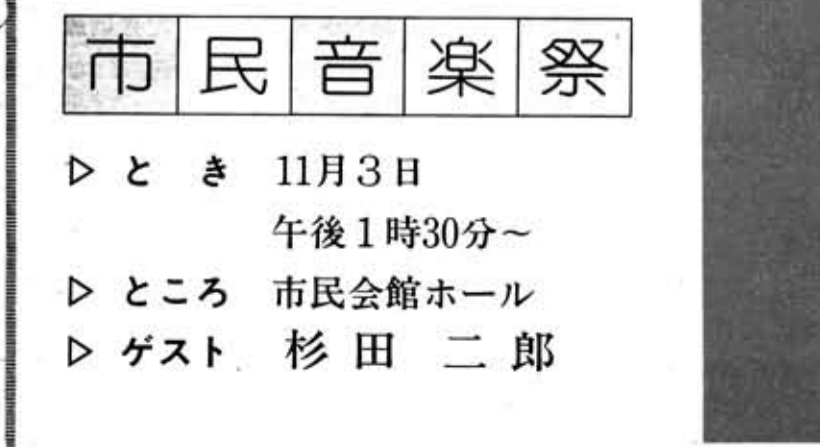 市民音楽祭
▷ と き 11月3日
午後1時30分~
▷ ところ 市民会館ホール
▷ ゲスト 杉田 二郎